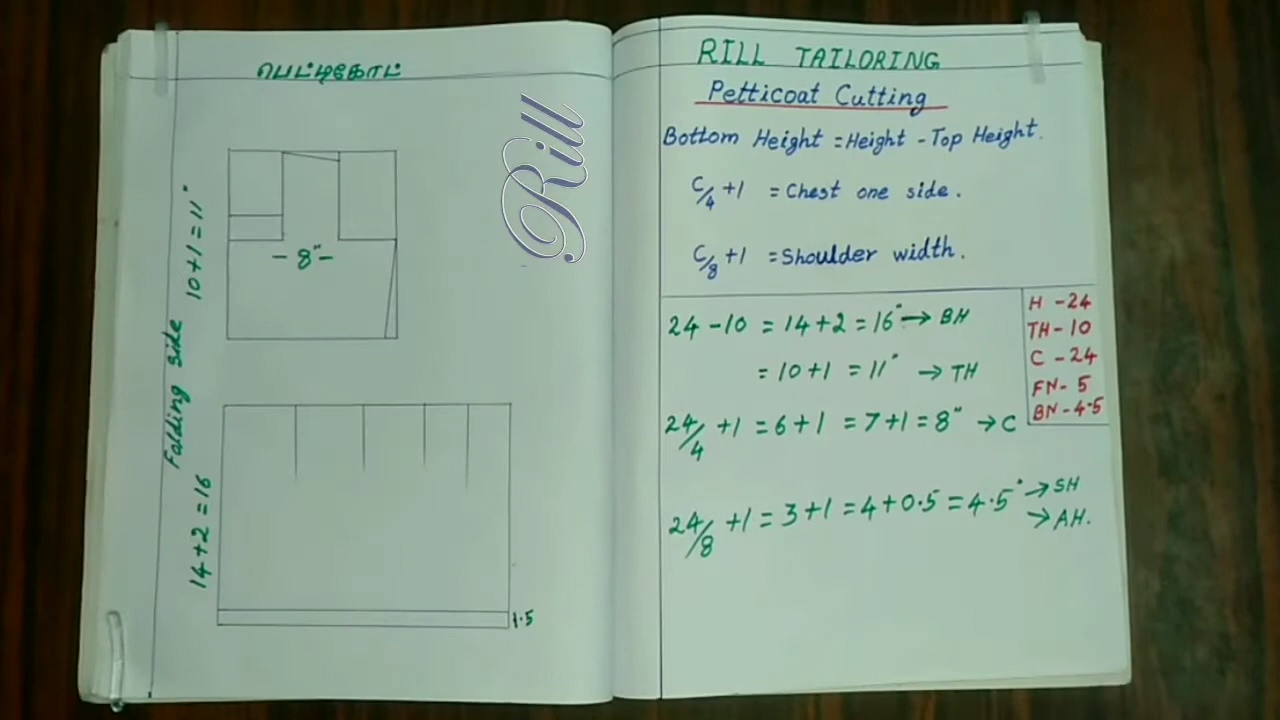 பெட்டிகோட்
Rill
Folding side 10+1=11"
- 8" -
14+2=16
1.5
RILL TAILORING
Petticoat Cutting
Bottom Height = Height - Top Height.
C/4 +1 = Chest one side.
C/8 +1 = Shoulder width.
H - 24
TH - 10
C - 24
FN - 5
BN - 4.5
24 - 10 = 14+2 = 16" → BH
= 10+1 = 11" → TH
24/4 +1 = 6+1 = 7+1 = 8" → C
24/8 +1 = 3+1 = 4+0.5 = 4.5" → SH
→ AH.